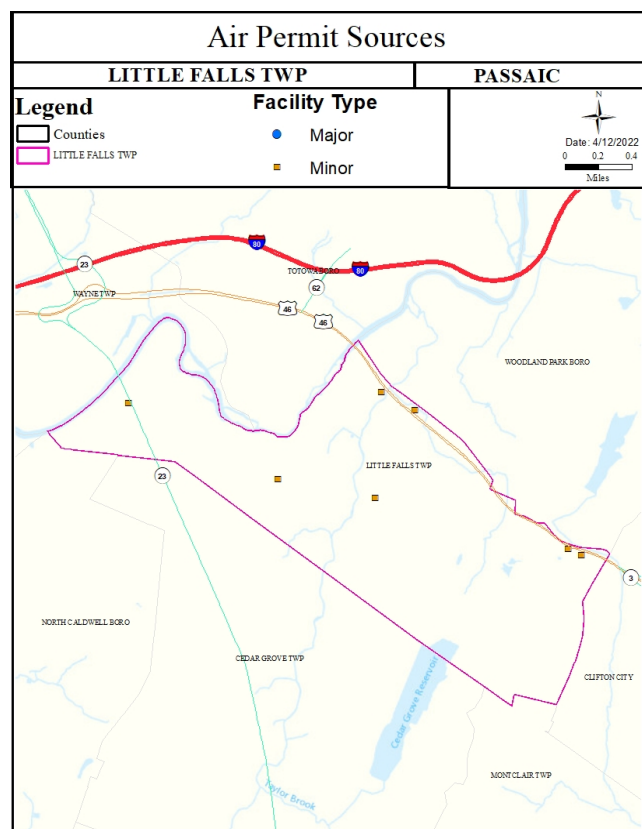 Air Permit Sources
LITTLE FALLS TWP
PASSAIC
Legend
Counties
LITTLE FALLS TWP
Facility Type
Major
Minor
N
Date: 4/12/2022
0 0.2 0.4
Miles
80
23
TOTOWA BORO
80
62
WAYNE TWP
46
46
WOODLAND PARK BORO
LITTLE FALLS TWP
23
3
NORTH CALDWELL BORO
CEDAR GROVE TWP
Cedar Grove Reservoir
CLIFTON CITY
MONTCLAIR TWP
Taylor Brook